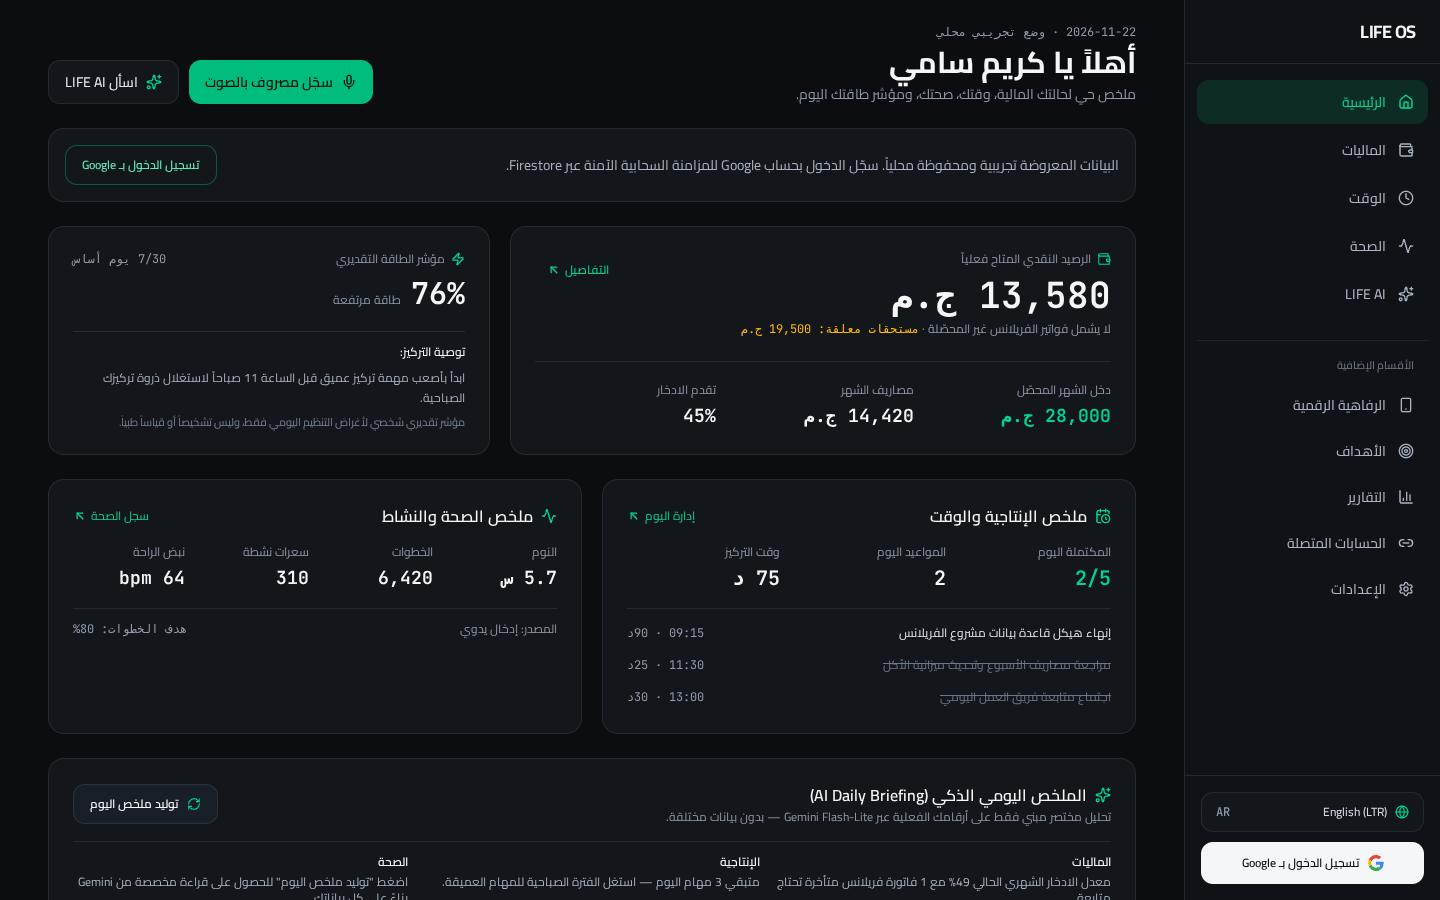 LIFE OS
الرئيسية
الماليات
الوقت
الصحة
LIFE AI
الأقسام الإضافية
الرفاهية الرقمية
الأهداف
التقارير
الحسابات المتصلة
الإعدادات
English (LTR) AR
تسجيل الدخول بـ Google
2026-11-22 · وضع تجريبي محلي
أهلاً يا كريم سامي
ملخص حي لحالتك المالية، وقتك، صحتك، ومؤشر طاقتك اليوم.
سجّل مصروف بالصوت
اسأل LIFE AI
البيانات المعروضة تجريبية ومحفوظة محلياً. سجّل الدخول بحساب Google للمزامنة السحابية الآمنة عبر Firestore.
تسجيل الدخول بـ Google
الرصيد النقدي المتاح فعلياً
التفاصيل
13,580 ج.م
لا يشمل فواتير الفريلانس غير المحصّلة · مستحقات معلقة: 19,500 ج.م
دخل الشهر المحصّل
28,000 ج.م
مصاريف الشهر
14,420 ج.م
تقدم الادخار
45%
مؤشر الطاقة التقديري
7/30 يوم أساس
76% طاقة مرتفعة
توصية التركيز:
ابدأ بأصعب مهمة تركيز عميق قبل الساعة 11 صباحاً لاستغلال ذروة تركيزك
الصباحية.
مؤشر تقديري شخصي لأغراض التنظيم اليومي فقط، وليس تشخيصاً أو قياساً طبياً.
ملخص الإنتاجية والوقت
إدارة اليوم
المكتملة اليوم
2/5
المواعيد اليوم
2
وقت التركيز
75 د
إنهاء هيكل قاعدة بيانات مشروع الفريلانس
09:15 · 90د
مراجعة مصاريف الأسبوع وتحديث ميزانية الأكل
11:30 · 25د
اجتماع متابعة فريق العمل اليومي
13:00 · 30د
ملخص الصحة والنشاط
سجل الصحة
النوم
5.7 س
الخطوات
6,420
سعرات نشطة
310
نبض الراحة
64 bpm
المصدر: إدخال يدوي
هدف الخطوات: 80%
الملخص اليومي الذكي (AI Daily Briefing)
تحليل مختصر مبني فقط على أرقامك الفعلية عبر Gemini Flash-Lite — بدون بيانات مختلقة.
توليد ملخص اليوم
الماليات
معدل الادخار الشهري الحالي 49% مع 1 فاتورة فريلانس متأخرة تحتاج
متابعة.
الإنتاجية
متبقي 3 مهام اليوم — استغل الفترة الصباحية للمهام العميقة.
الصحة
اضغط "توليد ملخص اليوم" للحصول على قراءة مخصصة من Gemini
بناءً على كل بياناتك.